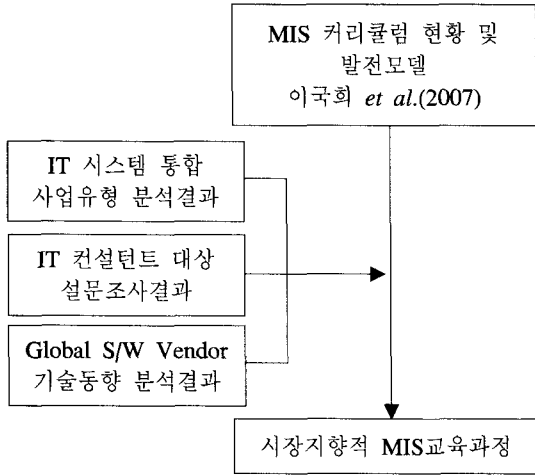 MIS 커리큘럼 현황 및
발전모델
이국희 et al.(2007)
IT 시스템 통합
사업유형 분석결과
IT 컨설턴트 대상
설문조사결과
Global S/W Vendor
기술동향 분석결과
시장지향적 MIS교육과정